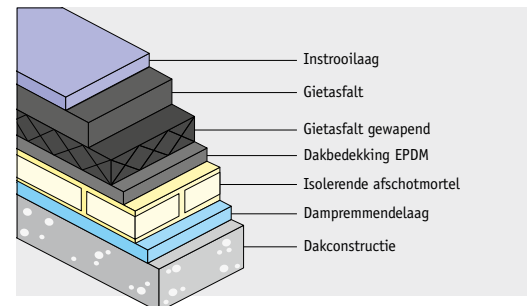 Instrooilaag
Gietasfalt
Gietasfalt gewapend
Dakbedekking EPDM
Isolerende afschotmortel
Dampremmendelaag
Dakconstructie